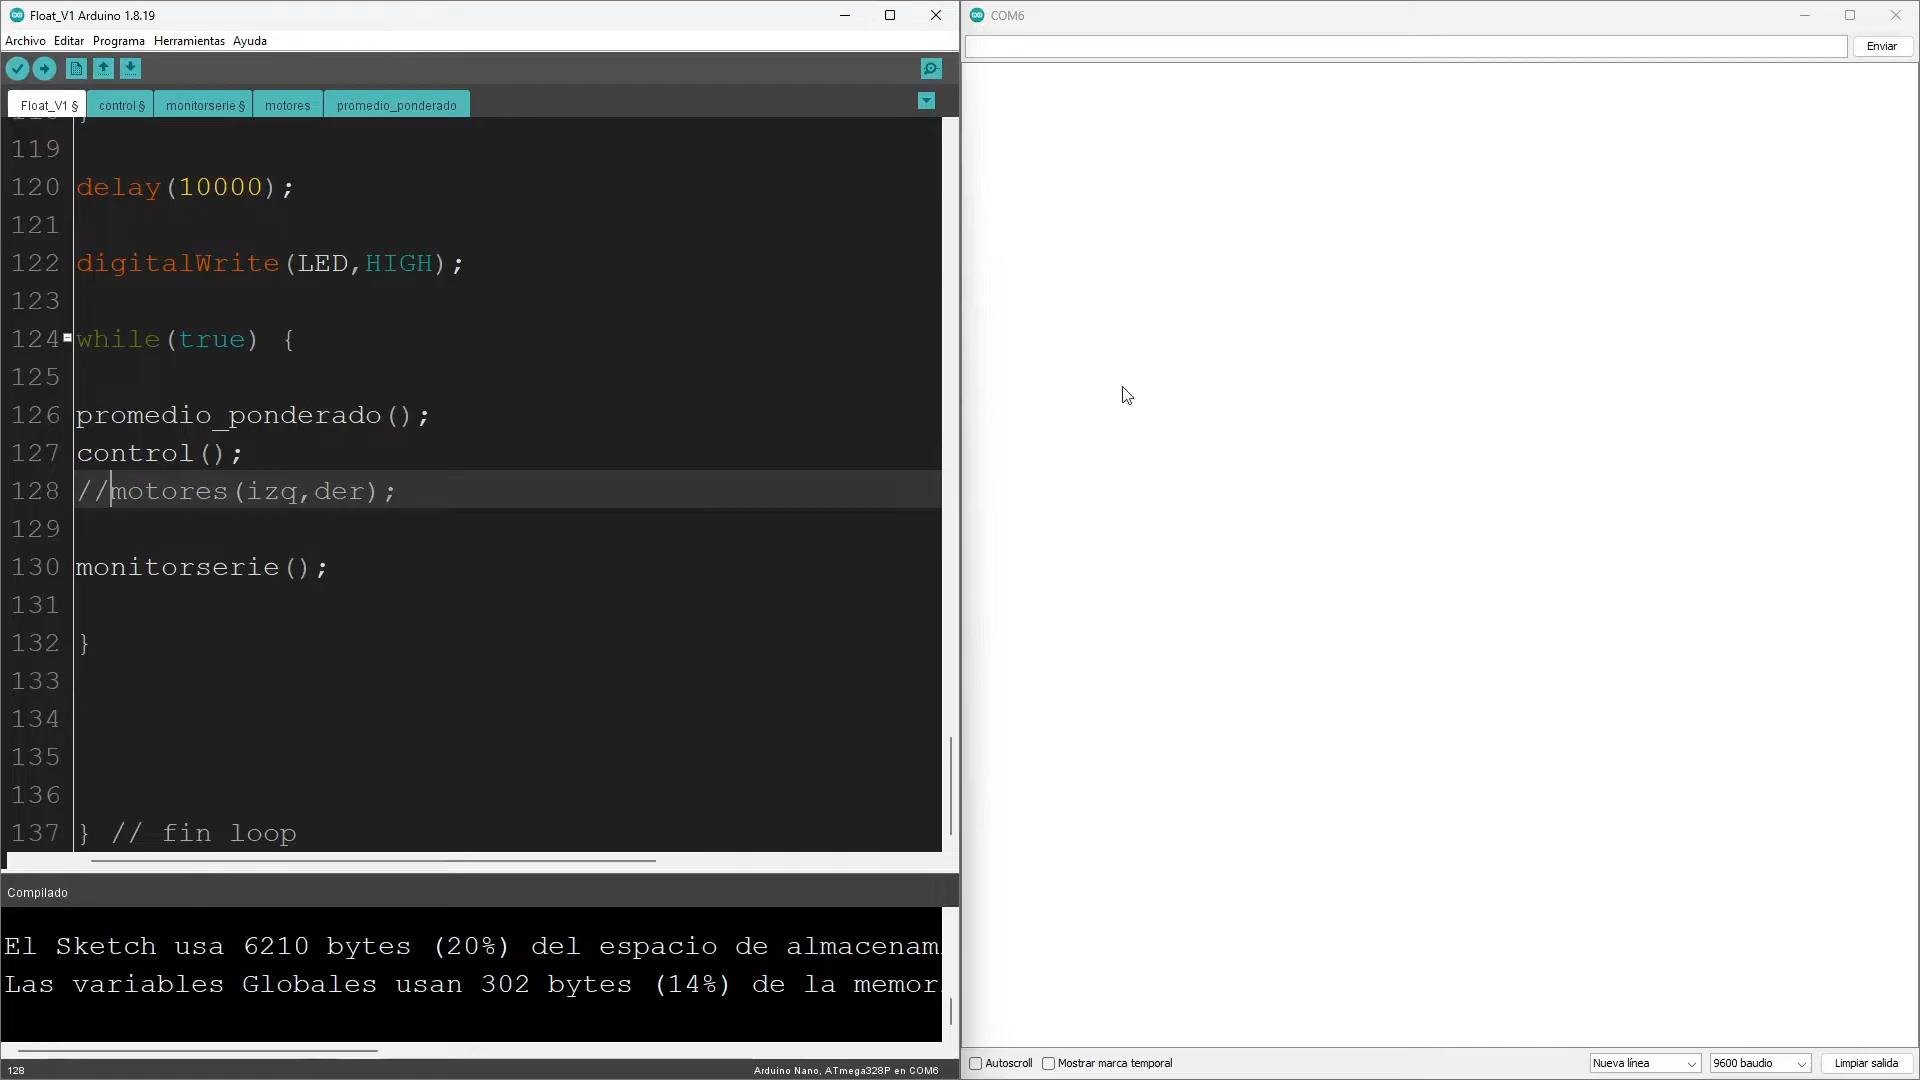 Float_V1 Arduino 1.8.19
Archivo Editar Programa Herramientas Ayuda
Float_V1 § control § monitorserie § motores promedio_ponderado
119
120 delay(10000);
121
122 digitalWrite(LED,HIGH);
123
124 while(true) {
125
126 promedio_ponderado();
127 control();
128 //motores(izq,der);
129
130 monitorserie();
131
132 }
133
134
135
136
137 } // fin loop
Compilado
El Sketch usa 6210 bytes (20%) del espacio de almacenam
Las variables Globales usan 302 bytes (14%) de la memor
128 Arduino Nano, ATmega328P en COM6
COM6
Enviar
Autoscroll Mostrar marca temporal Nueva línea 9600 baudio Limpiar salida